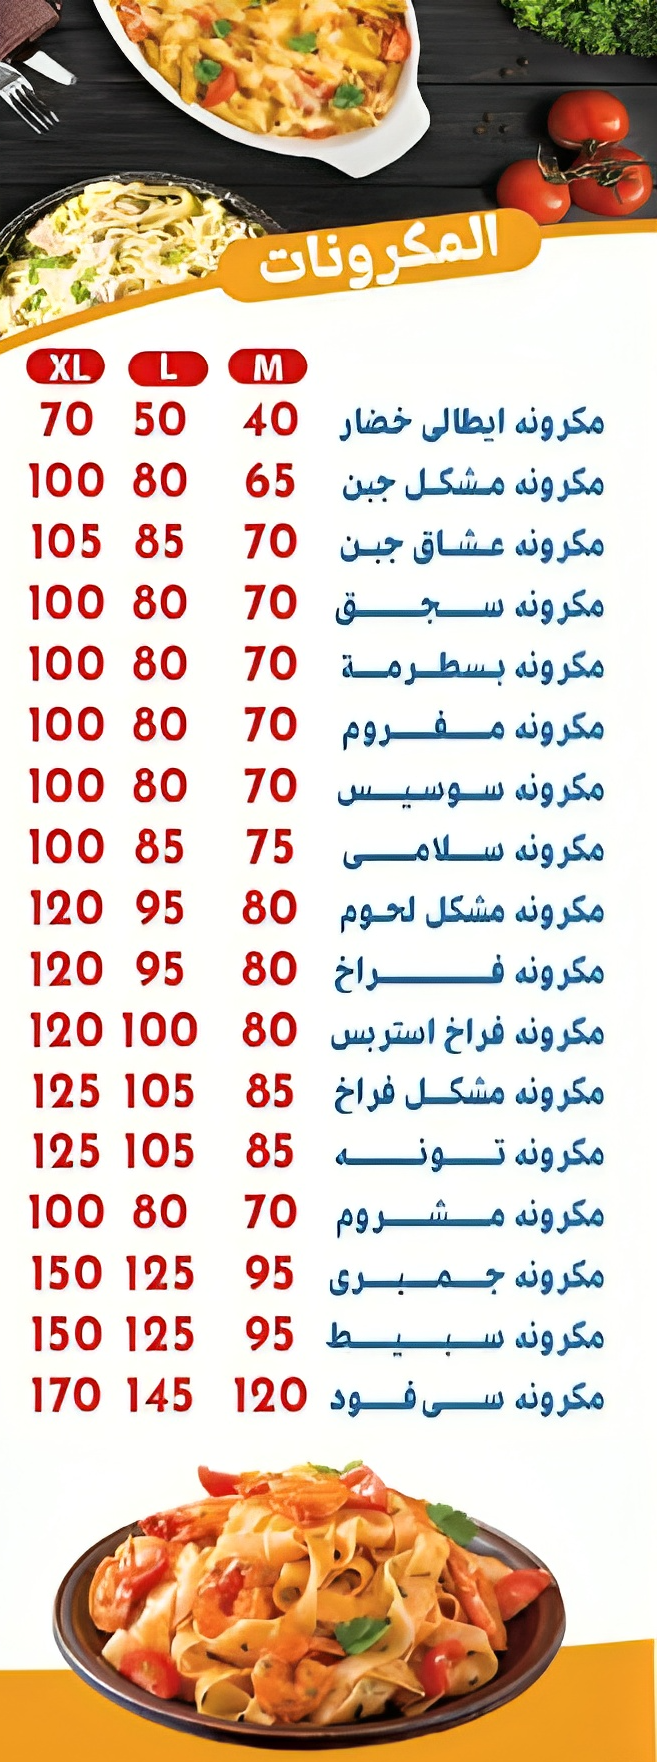 المكرونات
M L XL
مكرونه ايطالى خضار 40 50 70
مكرونه مشكل جبن 65 80 100
مكرونه عشاق جبن 70 85 105
مكرونه سجق 70 80 100
مكرونه بسطرمة 70 80 100
مكرونه مفروم 70 80 100
مكرونه سوسيس 70 80 100
مكرونه سلامى 75 85 100
مكرونه مشكل لحوم 80 95 120
مكرونه فراخ 80 95 120
مكرونه فراخ استربس 80 100 120
مكرونه مشكل فراخ 85 105 125
مكرونه تونه 85 105 125
مكرونه مشروم 70 80 100
مكرونه جمبرى 95 125 150
مكرونه سبيط 95 125 150
مكرونه سى فود 120 145 170